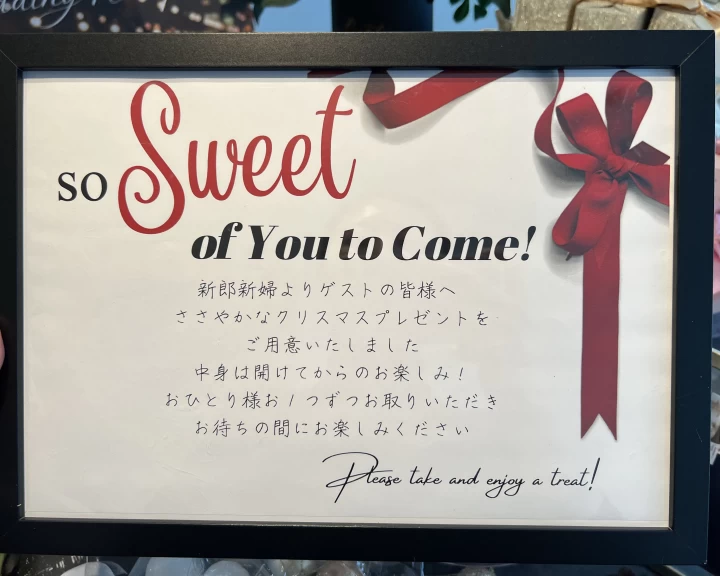 so Sweet
of You to Come!
新郎新婦よりゲストの皆様へ
ささやかなクリスマスプレゼントを
ご用意いたしました
中身は開けてからのお楽しみ！
おひとり様お1つずつお取りいただき
お待ちの間にお楽しみください
Please take and enjoy a treat!